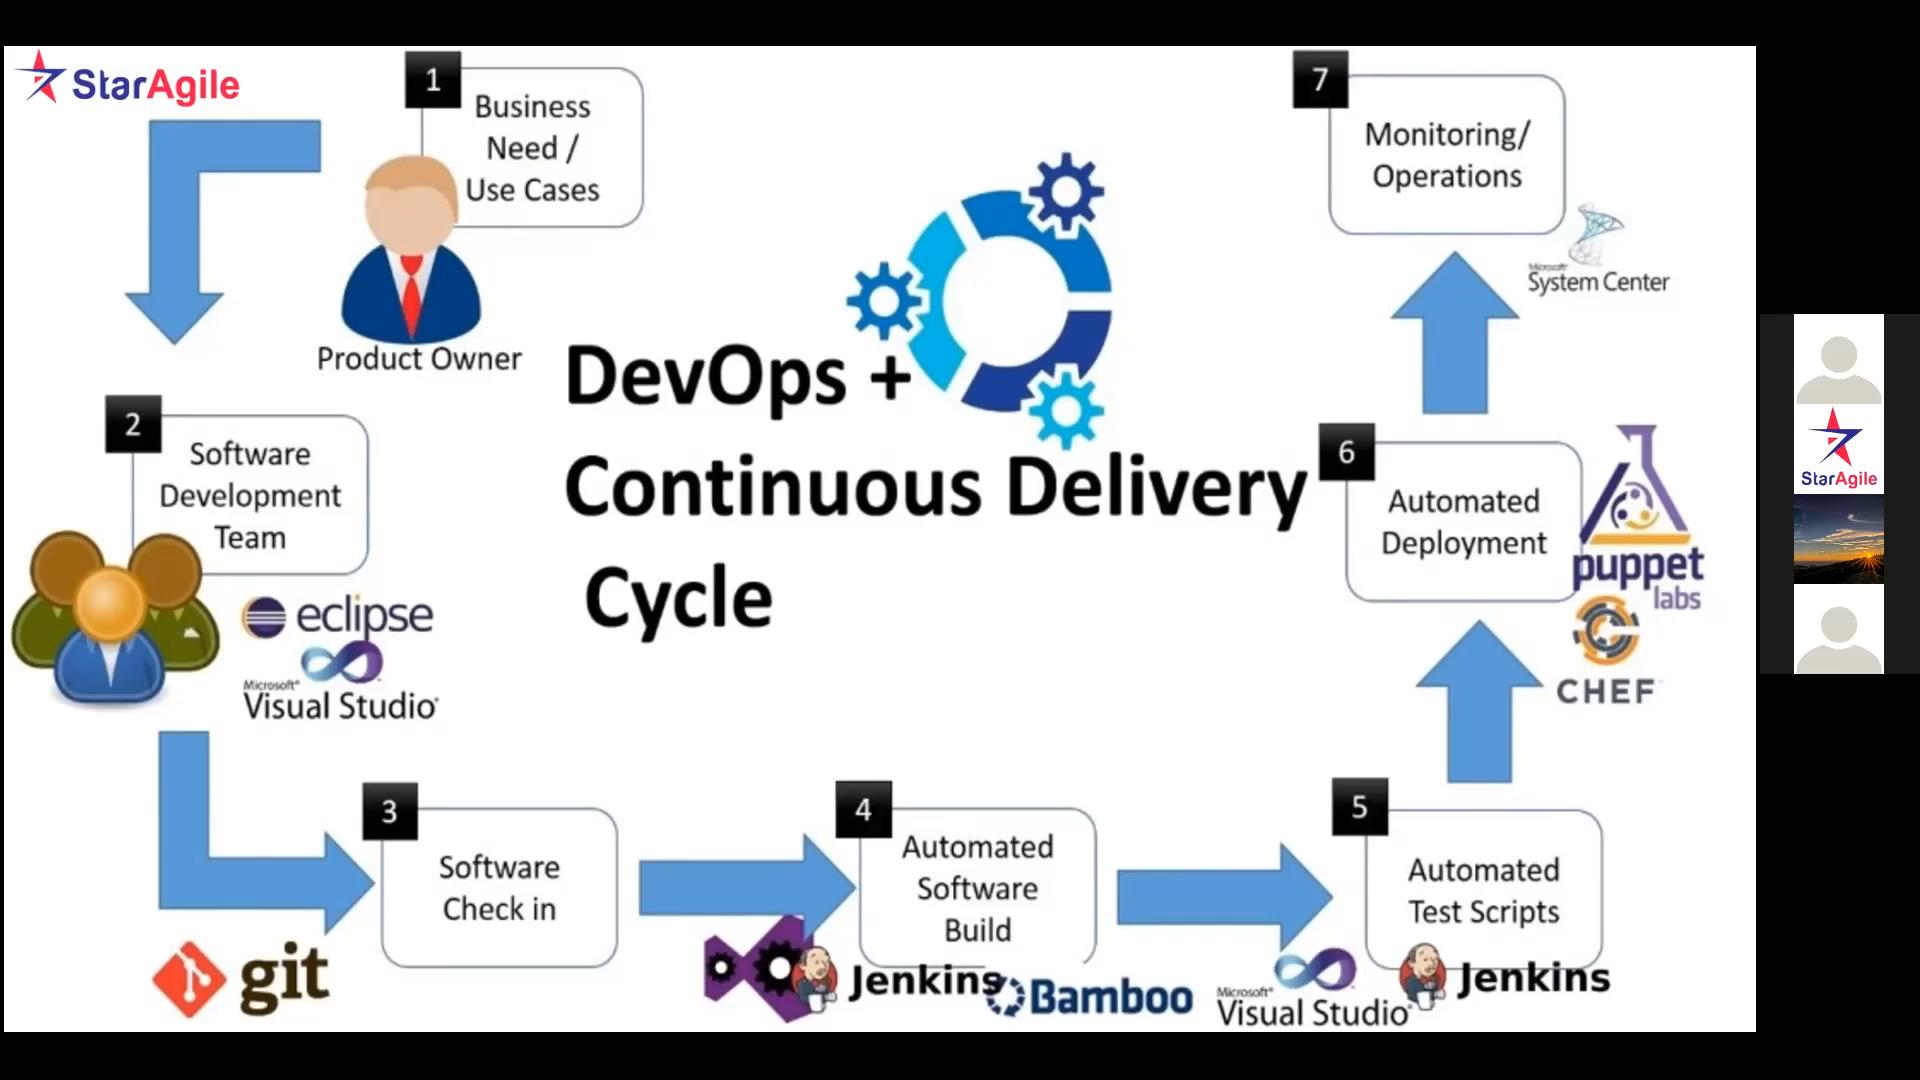 StarAgile
1
Business
Need /
Use Cases
Product Owner
2
Software
Development
Team
eclipse
Microsoft®
Visual Studio®
git
3
Software
Check in
4
Automated
Software
Build
Jenkins
Bamboo
5
Automated
Test Scripts
Microsoft®
Visual Studio®
Jenkins
6
Automated
Deployment
puppet
labs
CHEF
7
Monitoring/
Operations
Microsoft®
System Center
DevOps +
Continuous Delivery
Cycle
StarAgile